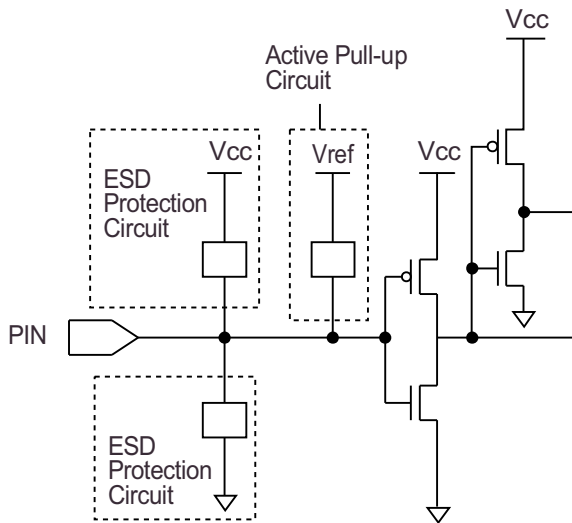 Vcc
Active Pull-up
Circuit
Vcc
Vref
Vcc
ESD
Protection
Circuit
PIN
ESD
Protection
Circuit